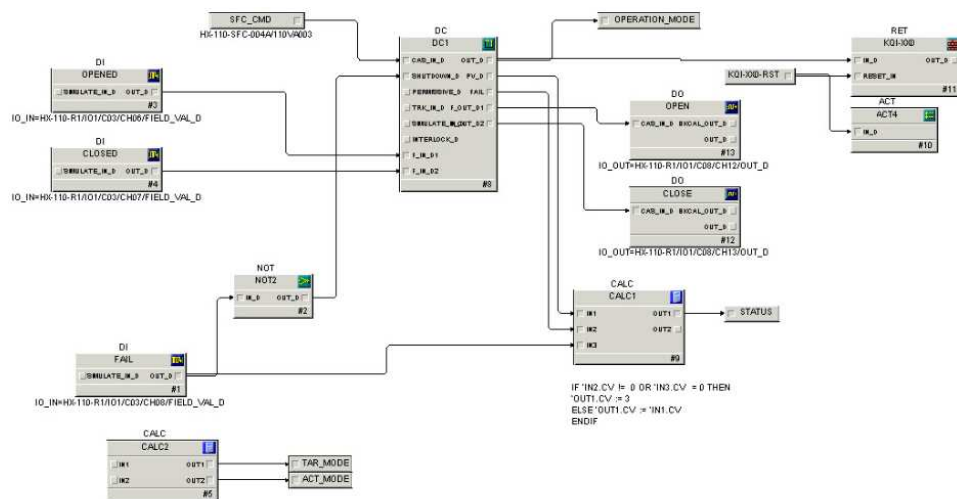 SFC_CMD
HX-110-SFC-004A/110VA003
OPERATION_MODE
DC
DC1
CAS_IN_D OUT_D
SHUTDOWN_D PV_D
PERMISSIVE_D FAIL
TRK_IN_D F_OUT_D1
INTERLOCK_D
F_IN_D1
F_IN_D2
#8
RET
IN_D OUT_D
RESET_IN
#11
ACT
ACT4
IN_D
#10
DI
OPENED
SIMULATE_IN_D OUT_D
#3
IO_IN=HX-110-R1/IO1/C03/CH06/FIELD_VAL_D
DI
CLOSED
SIMULATE_IN_D OUT_D
#4
IO_IN=HX-110-R1/IO1/C03/CH07/FIELD_VAL_D
DO
OPEN
CAS_IN_D BKCAL_OUT_D
OUT_D
#13
IO_OUT=HX-110-R1/IO1/C08/CH12/OUT_D
DO
CLOSE
CAS_IN_D BKCAL_OUT_D
OUT_D
#12
IO_OUT=HX-110-R1/IO1/C08/CH13/OUT_D
NOT
NOT2
IN_D OUT_D
#2
CALC
CALC1
IN1 OUT1
IN2 OUT2
IN3
#9
STATUS
DI
FAIL
SIMULATE_IN_D OUT_D
#1
IO_IN=HX-110-R1/IO1/C03/CH08/FIELD_VAL_D
IF 'IN2.CV != 0 OR 'IN3.CV = 0 THEN
'OUT1.CV := 3
ELSE 'OUT1.CV := 'IN1.CV
ENDIF
CALC
CALC2
IN1 OUT1
IN2 OUT2
#5
TAR_MODE
ACT_MODE